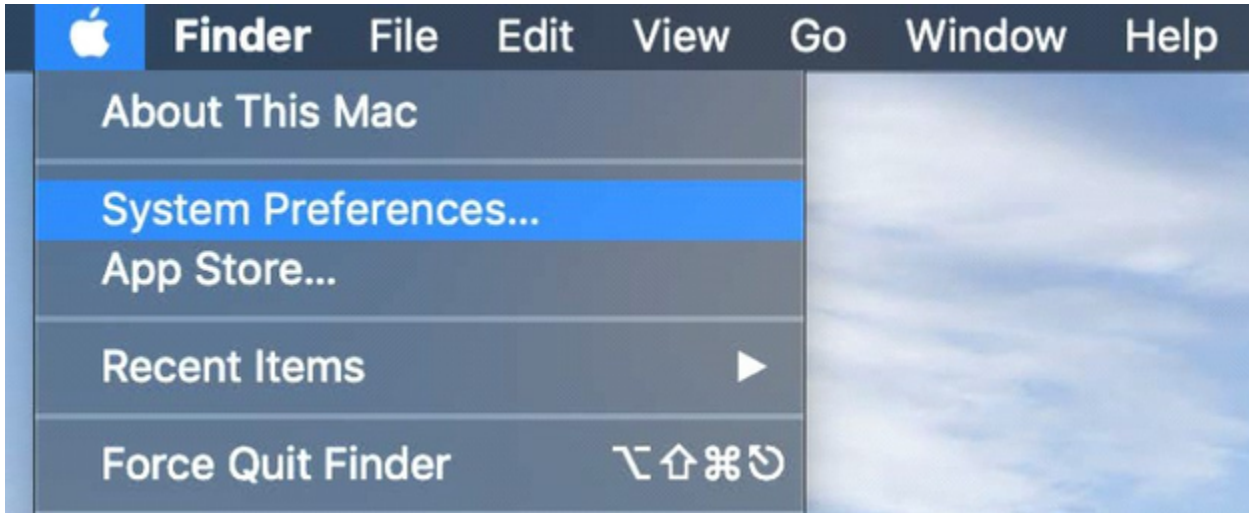 Finder File Edit View Go Window Help
About This Mac
System Preferences...
App Store...
Recent Items ▶
Force Quit Finder ⌥⇧⌘⎋